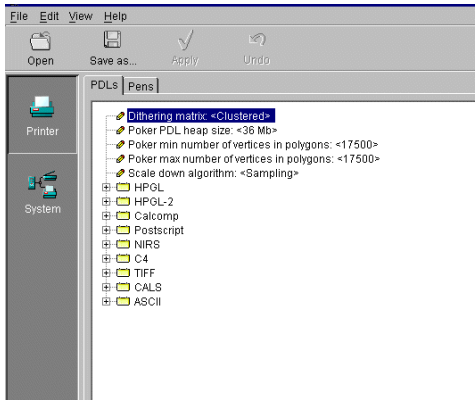 File Edit View Help
Open Save as... Apply Undo
PDLs Pens
Printer
System
Dithering matrix: <Clustered>
Poker PDL heap size: <36 Mb>
Poker min number of vertices in polygons: <17500>
Poker max number of vertices in polygons: <17500>
Scale down algorithm: <Sampling>
HPGL
HPGL-2
Calcomp
Postscript
NIRS
C4
TIFF
CALS
ASCII